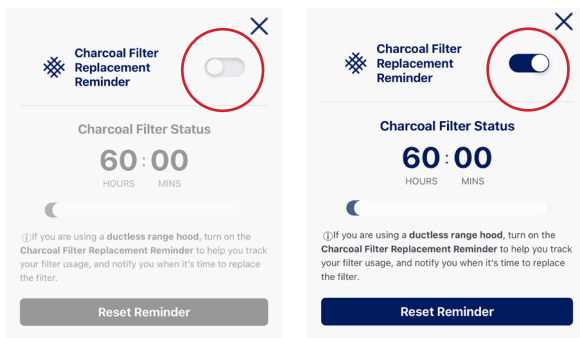 Charcoal Filter
Replacement
Reminder
Charcoal Filter Status
60:00
HOURS MINS
ⓘIf you are using a ductless range hood, turn on the
Charcoal Filter Replacement Reminder to help you track
your filter usage, and notify you when it's time to replace
the filter.
Reset Reminder
Charcoal Filter
Replacement
Reminder
Charcoal Filter Status
60:00
HOURS MINS
ⓘIf you are using a ductless range hood, turn on the
Charcoal Filter Replacement Reminder to help you track
your filter usage, and notify you when it's time to replace
the filter.
Reset Reminder